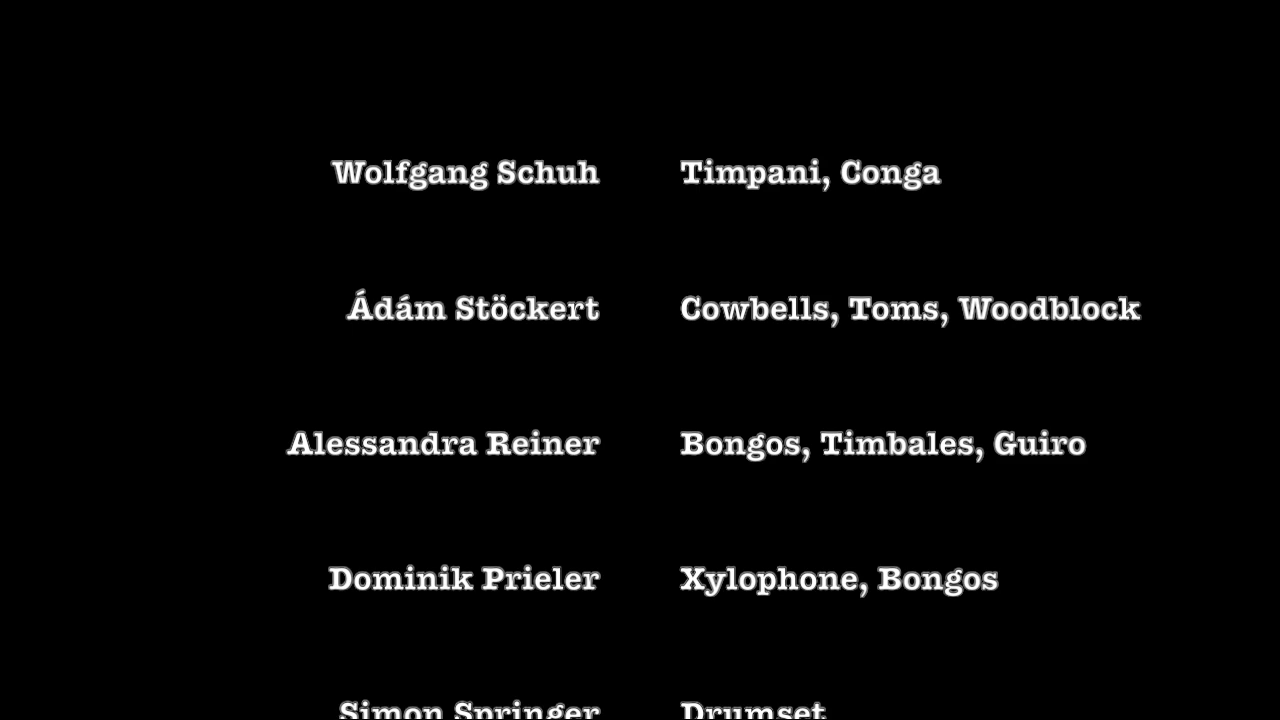 Wolfgang Schuh Timpani, Conga
Ádám Stöckert Cowbells, Toms, Woodblock
Alessandra Reiner Bongos, Timbales, Guiro
Dominik Prieler Xylophone, Bongos
Simon Springer Drumset